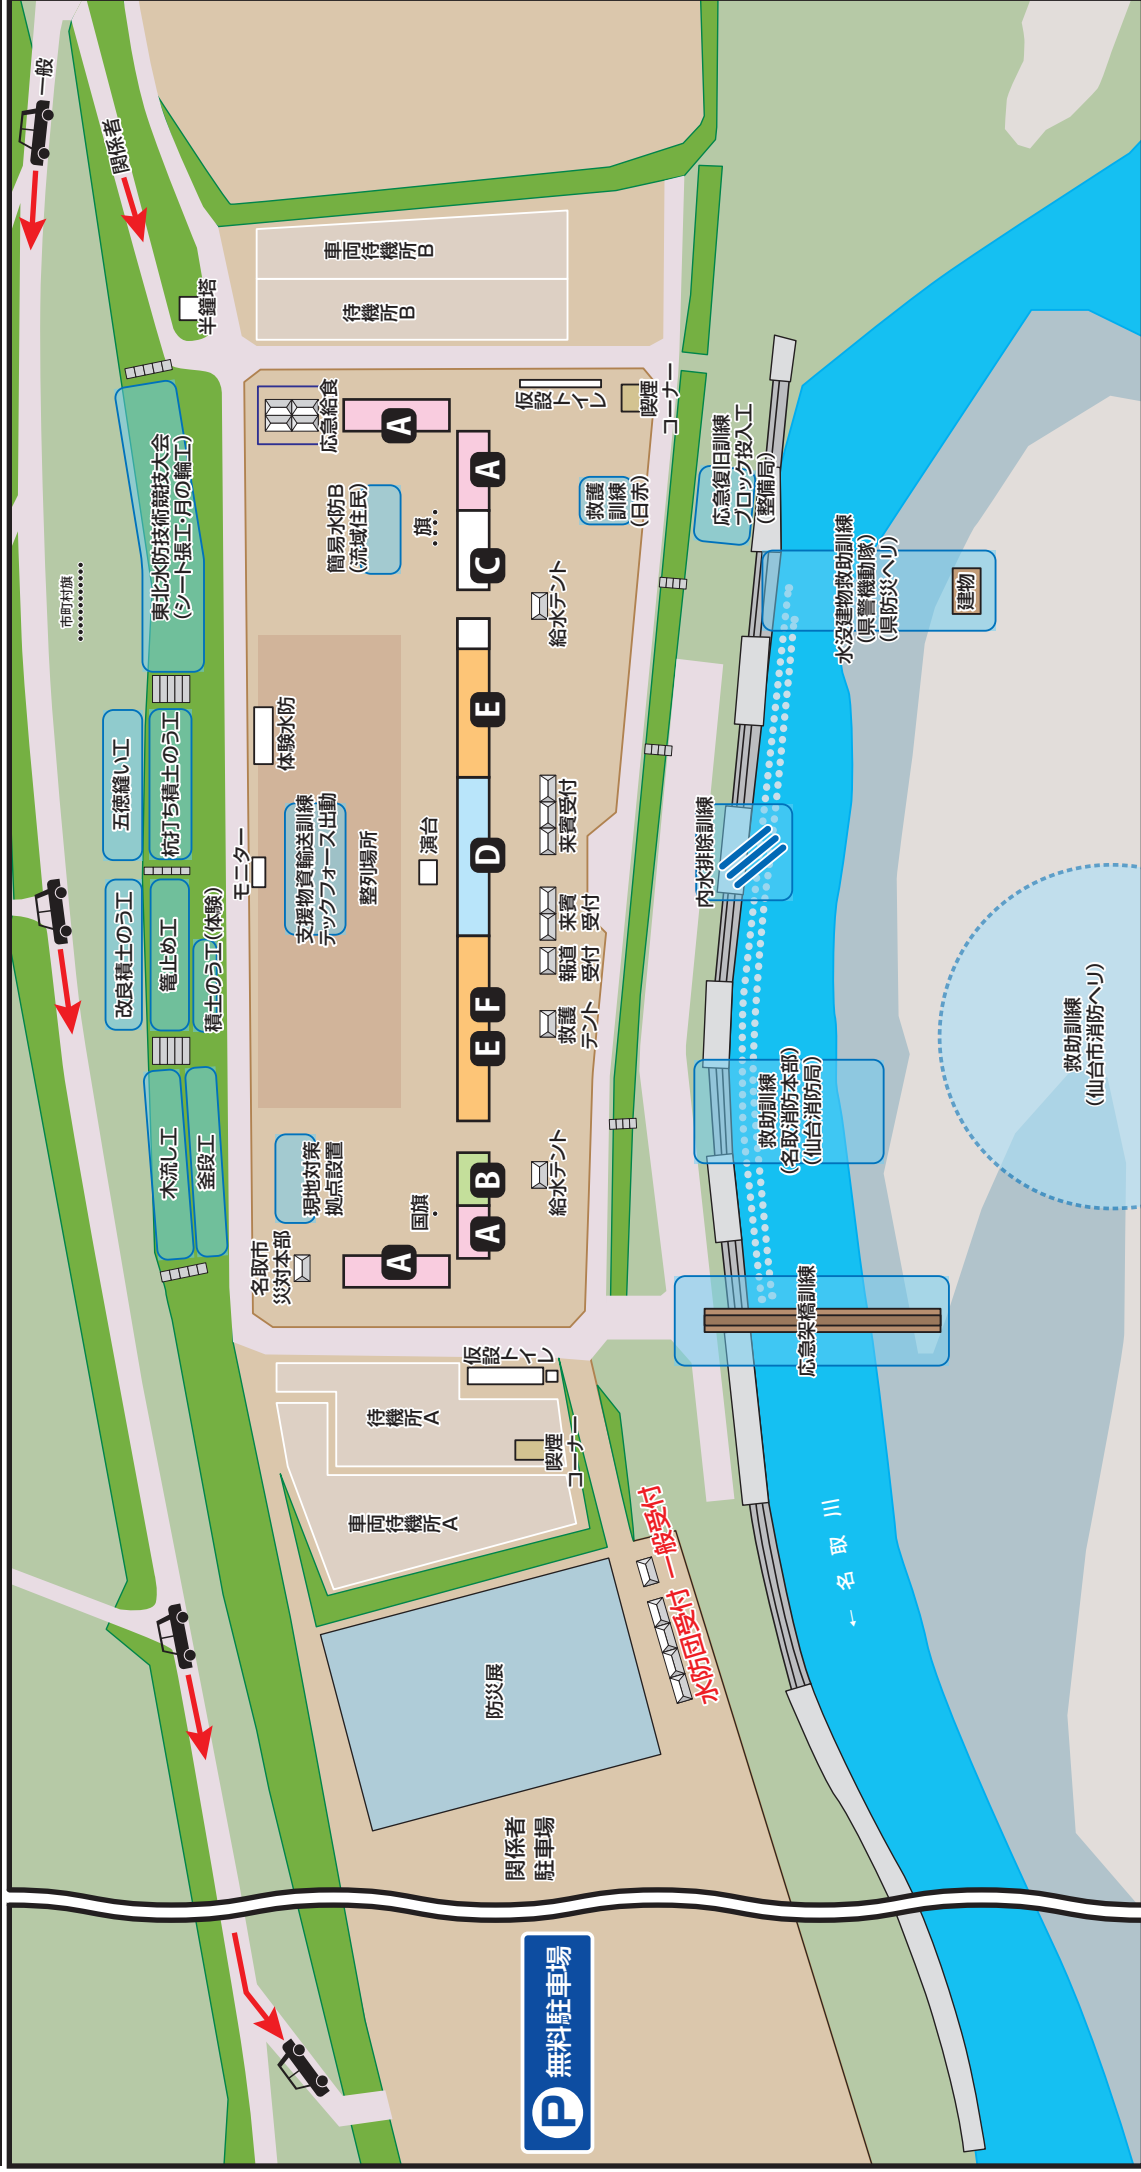 一般
関係者
半鐘塔
車両待機所B
待機所B
市町村旗
東北水防技術競技大会
(シート張工・月の輪工)
応急給食
A
仮設トイレ
喫煙
コーナー
簡易水防B
(流域住民)
旗
A
C
救護
訓練
(日赤)
給水テント
応急復旧訓練
ブロック投入工
(整備局)
水没建物救助訓練
(県警機動隊)
(県防災ヘリ)
建物
五徳縫い工
杭打ち積土のう工
体験水防
E
モニター
支援物資輸送訓練
テックフォース出動
整列場所
演台
D
来賓受付
内水排除訓練
改良積土のう工
篭止め工
積土のう工(体験)
E F
来賓
受付
報道
受付
救護
テント
救助訓練
(名取消防本部)
(仙台消防局)
救助訓練
(仙台市消防ヘリ)
木流し工
釜段工
現地対策
拠点設置
国旗
B
A
給水テント
名取市
災対本部
A
応急架橋訓練
仮設トイレ
待機所A
喫煙
コーナー
車両待機所A
一般受付
水防団受付
← 名取川
防災展
関係者
駐車場
P 無料駐車場